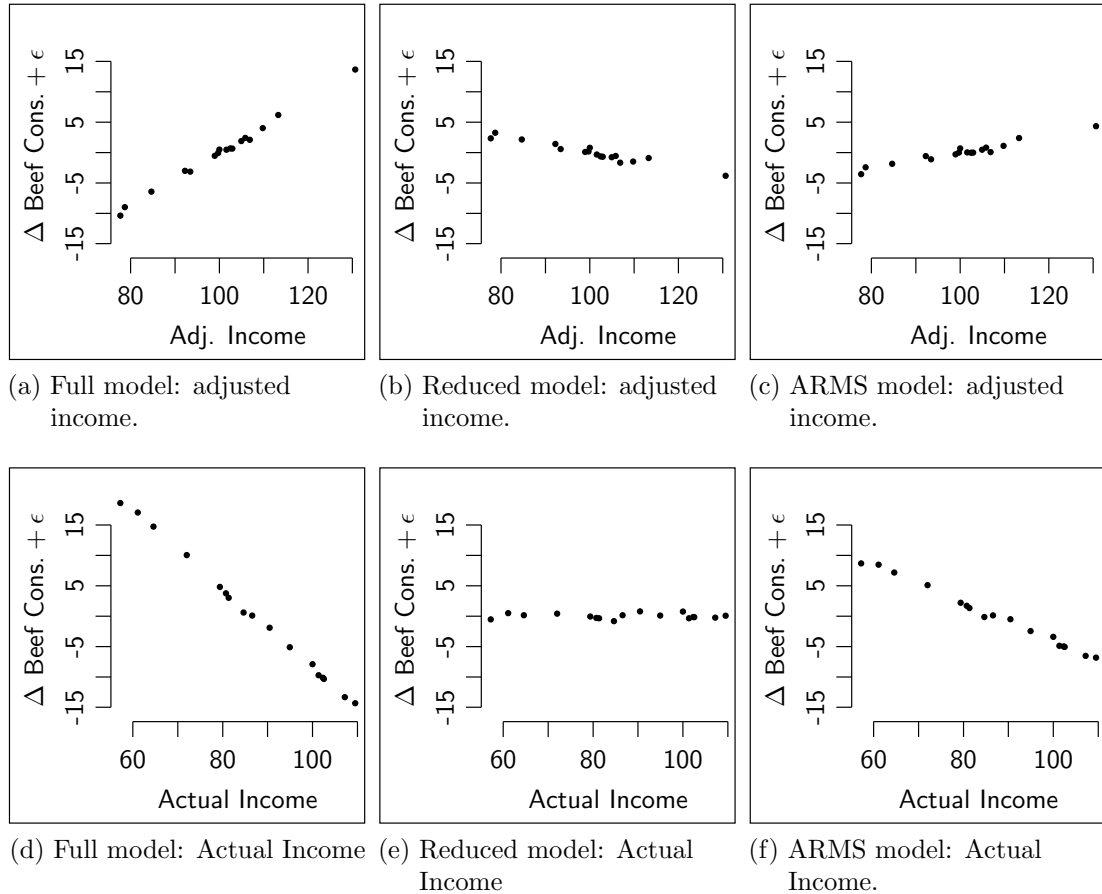 Δ Beef Cons. + ϵ
15
5
-5
-15
80
100
120
Adj. Income
(a) Full model: adjusted
income.
Δ Beef Cons. + ϵ
15
5
-5
-15
80
100
120
Adj. Income
(b) Reduced model: adjusted
income.
Δ Beef Cons. + ϵ
15
5
-5
-15
80
100
120
Adj. Income
(c) ARMS model: adjusted
income.
Δ Beef Cons. + ϵ
15
5
-5
-15
60
80
100
Actual Income
(d) Full model: Actual Income
Δ Beef Cons. + ϵ
15
5
-5
-15
60
80
100
Actual Income
(e) Reduced model: Actual
Income
Δ Beef Cons. + ϵ
15
5
-5
-15
60
80
100
Actual Income
(f) ARMS model: Actual
Income.